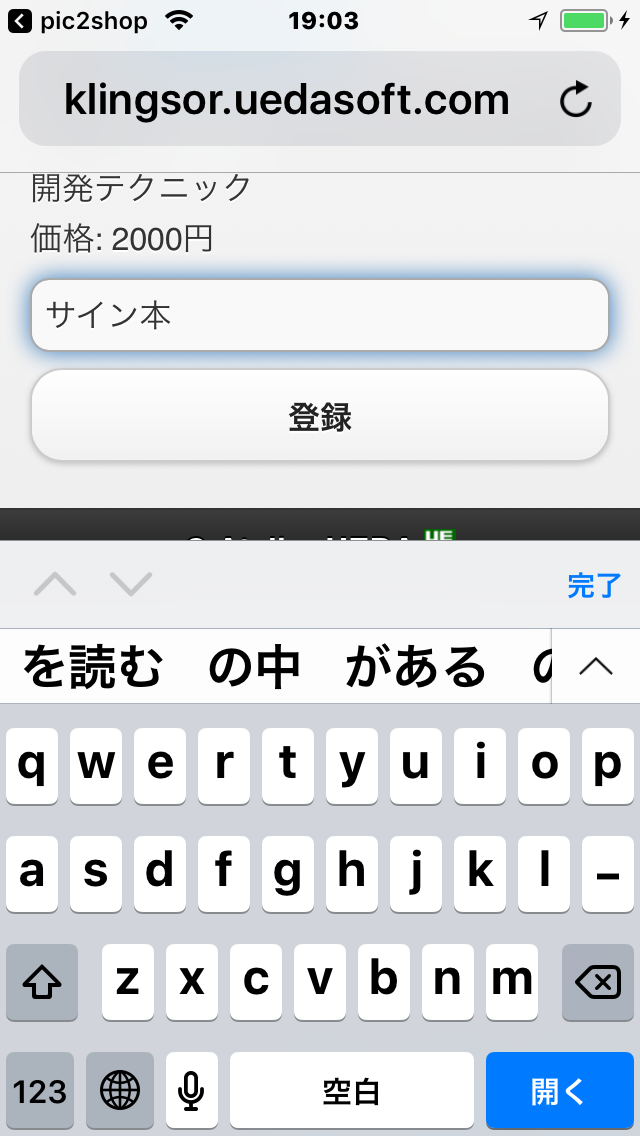 pic2shop 19:03
klingsor.uedasoft.com
開発テクニック
価格: 2000円
サイン本
登録
UE
完了
を読む の中 がある
q w e r t y u i o p
a s d f g h j k l ー
z x c v b n m
123 空白 開く